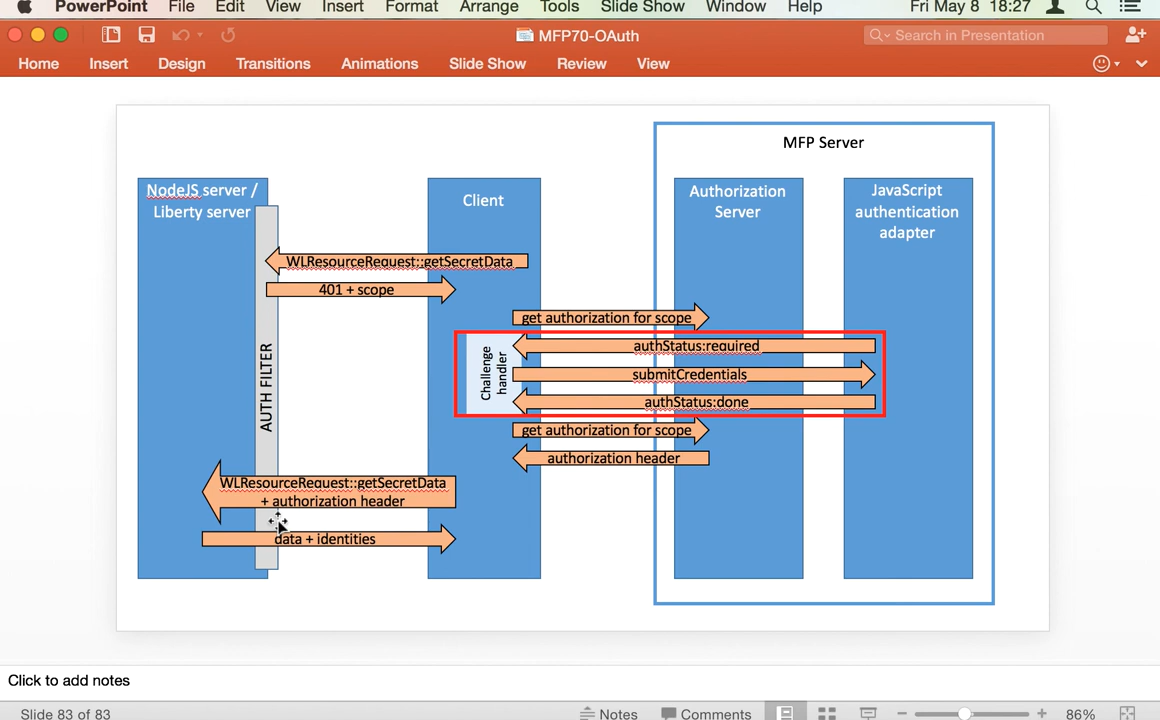 PowerPoint File Edit View Insert Format Arrange Tools Slide Show Window Help Fri May 8 18:27
MFP70-OAuth
Search in Presentation
Home Insert Design Transitions Animations Slide Show Review View
MFP Server
NodeJS server /
Liberty server
Client
Authorization
Server
JavaScript
authentication
adapter
WLResourceRequest::getSecretData
401 + scope
get authorization for scope
AUTH FILTER
Challenge
handler
authStatus:required
submitCredentials
authStatus:done
get authorization for scope
authorization header
WLResourceRequest::getSecretData
+ authorization header
data + identities
Click to add notes
Slide 83 of 83
Notes
Comments
86%